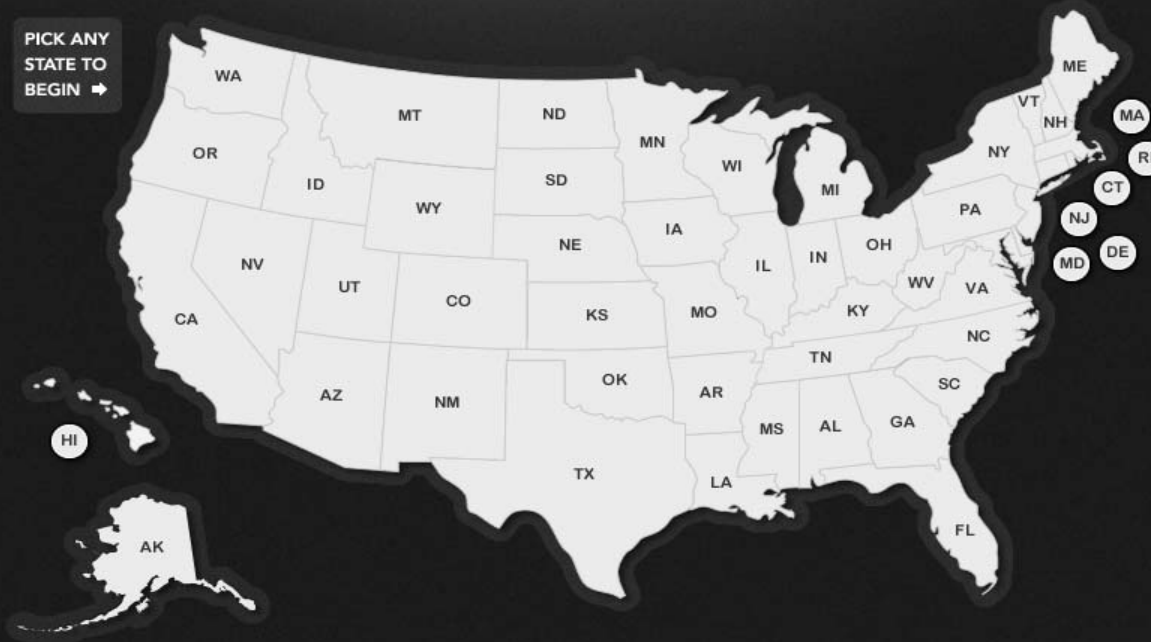 PICK ANY
STATE TO
BEGIN
ME
WA
VT
MT
ND
MA
NH
MN
OR
NY
RI
WI
SD
ID
MI
CT
WY
PA
NJ
IA
NE
OH
DE
IN
NV
IL
MD
WV
UT
VA
CO
KS
MO
KY
CA
NC
TN
OK
SC
AZ
AR
NM
GA
AL
MS
HI
TX
LA
FL
AK